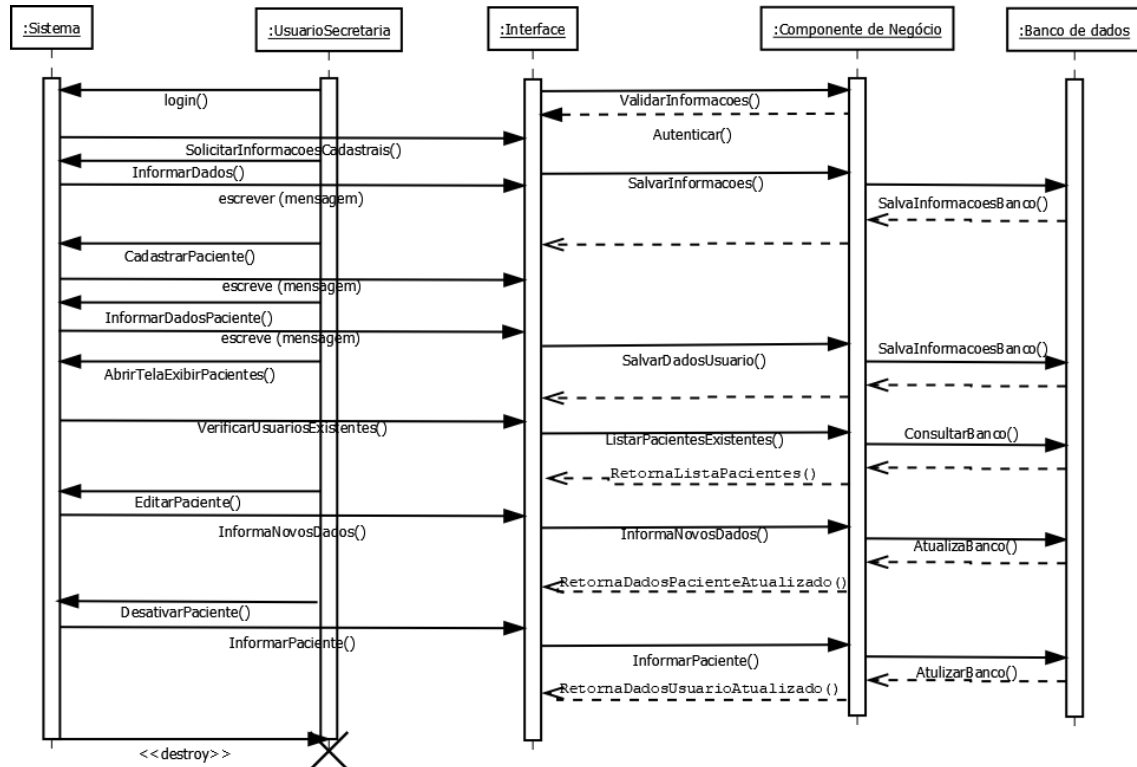 :Sistema
:UsuarioSecretaria
:Interface
:Componente de Negócio
:Banco de dados
login()
ValidarInformacoes()
Autenticar()
SolicitarInformacoesCadastrais()
InformarDados()
SalvarInformacoes()
escrever (mensagem)
SalvaInformacoesBanco()
CadastrarPaciente()
escreve (mensagem)
InformarDadosPaciente()
escreve (mensagem)
SalvarDadosUsuario()
SalvaInformacoesBanco()
AbrirTelaExibirPacientes()
VerificarUsuariosExistentes()
ListarPacientesExistentes()
ConsultarBanco()
RetornaListaPacientes()
EditarPaciente()
InformaNovosDados()
InformaNovosDados()
AtualizaBanco()
RetornaDadosPacienteAtualizado()
DesativarPaciente()
InformarPaciente()
InformarPaciente()
AtulizarBanco()
RetornaDadosUsuarioAtualizado()
<<destroy>>